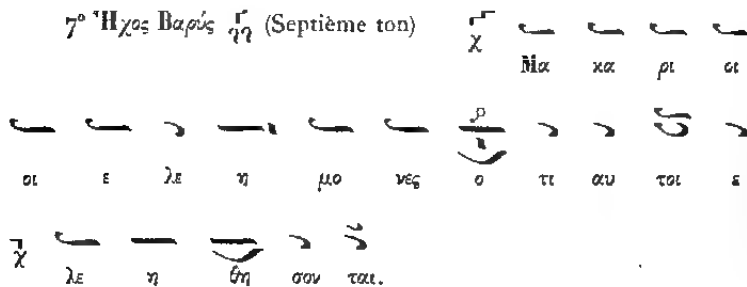 7° Ἦχος Βαρύς (Septième ton) χ
Μα κα ρι οι
οι ε λε η μο νες ο τι αυ τοι ε
χ λε η θη σον ται.